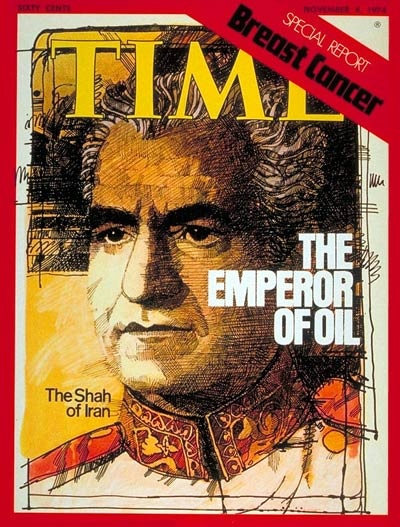 SIXTY CENTS
NOVEMBER 4, 1974
SPECIAL REPORT
Breast Cancer
TIME
®
THE
EMPEROR
OF OIL
The Shah
of Iran